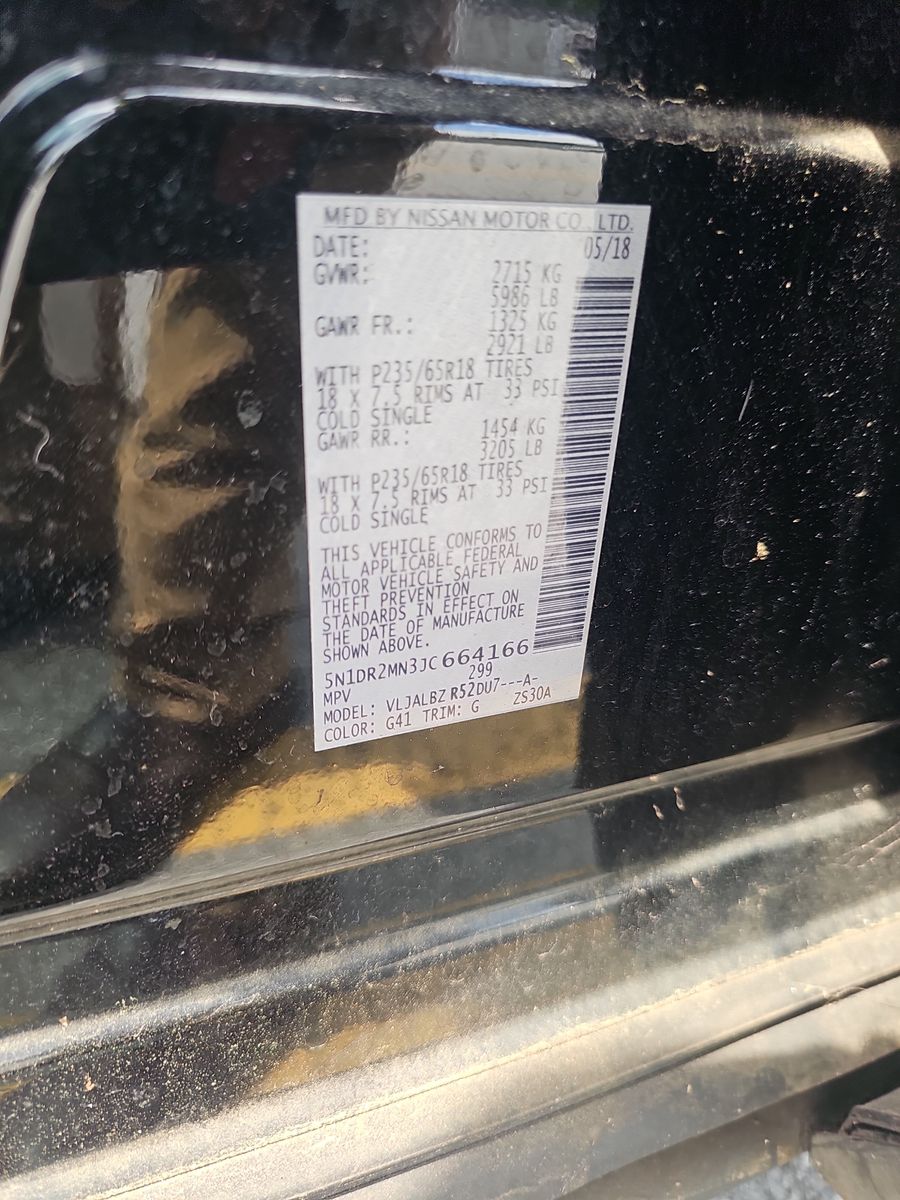 MFD BY NISSAN MOTOR CO., LTD.
DATE: 05/18
GVWR: 2715 KG
5986 LB
GAWR FR.: 1325 KG
2921 LB
WITH P235/65R18 TIRES
18 X 7.5 RIMS AT 33 PSI
COLD SINGLE
GAWR RR.: 1454 KG
3205 LB
WITH P235/65R18 TIRES
18 X 7.5 RIMS AT 33 PSI
COLD SINGLE
THIS VEHICLE CONFORMS TO
ALL APPLICABLE FEDERAL
MOTOR VEHICLE SAFETY AND
THEFT PREVENTION
STANDARDS IN EFFECT ON
THE DATE OF MANUFACTURE
SHOWN ABOVE.
5N1DR2MN3JC664166
MPV 299
MODEL: VLJALBZ R52DU7---A-
COLOR: G41 TRIM: G ZS30A